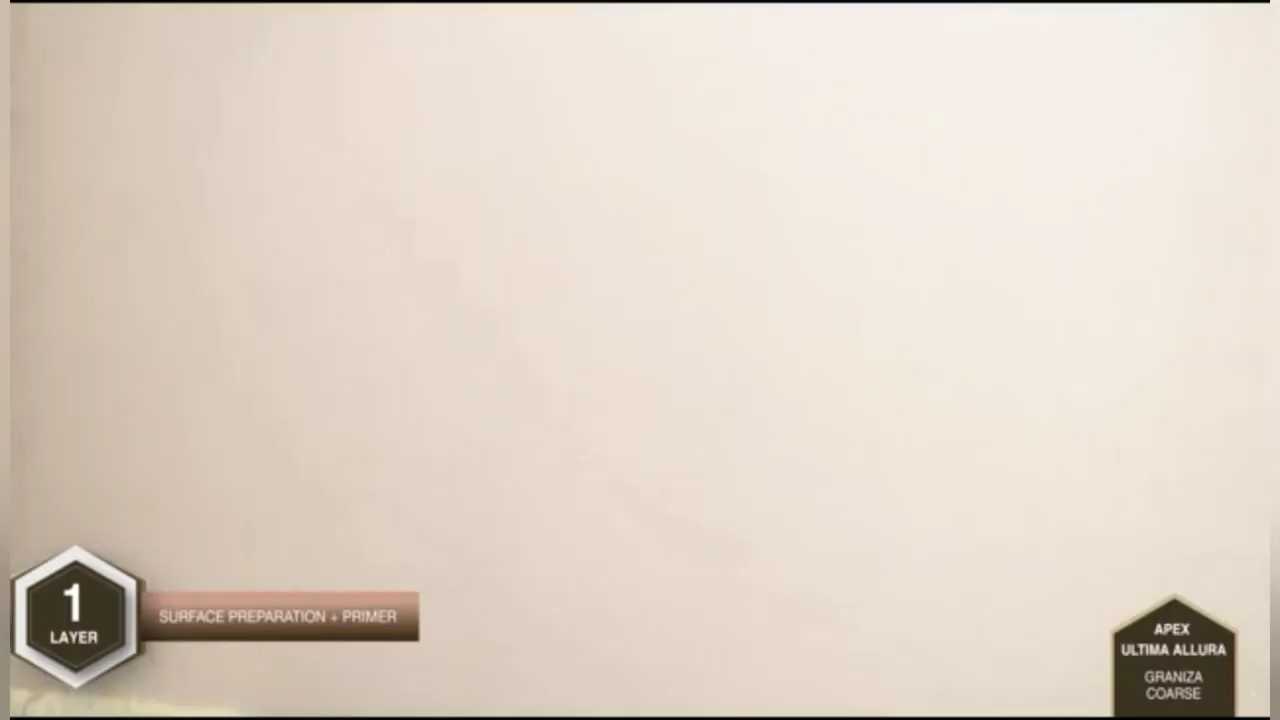 1
LAYER
SURFACE PREPARATION + PRIMER
APEX
ULTIMA ALLURA
GRANIZA
COARSE